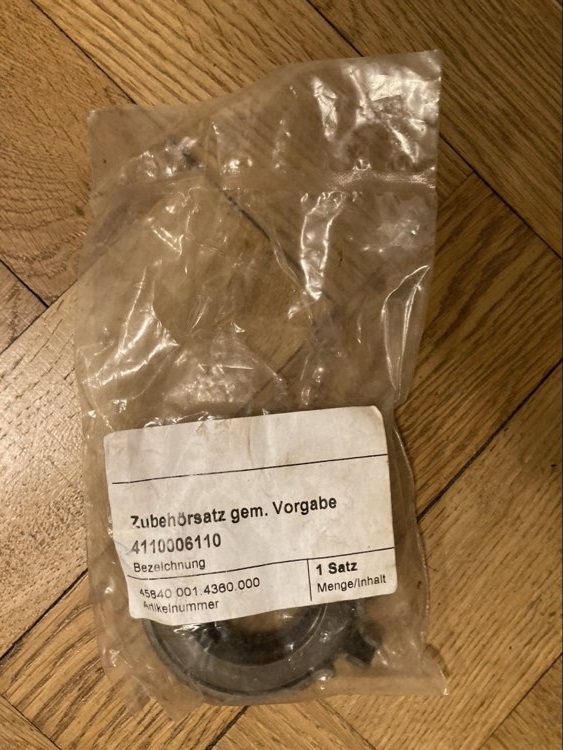 Zubehörsatz gem. Vorgabe
4110006110
Bezeichnung
45840.001.4360.000
Artikelnummer
1 Satz
Menge/Inhalt